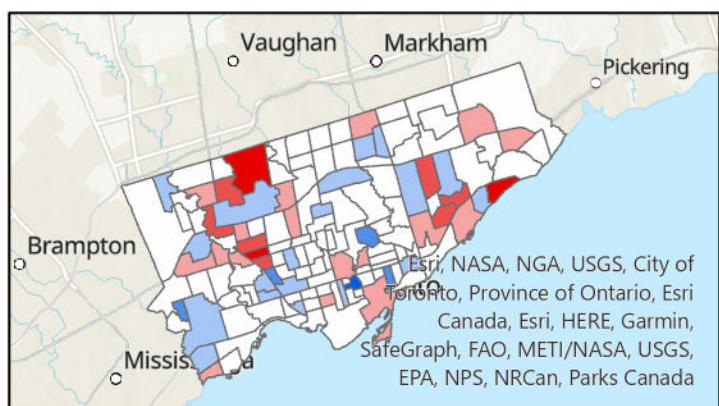 Vaughan
Markham
Pickering
Brampton
Esri, NASA, NGA, USGS, City of
Toronto, Province of Ontario, Esri
Canada, Esri, HERE, Garmin,
SafeGraph, FAO, METI/NASA, USGS,
EPA, NPS, NRCan, Parks Canada